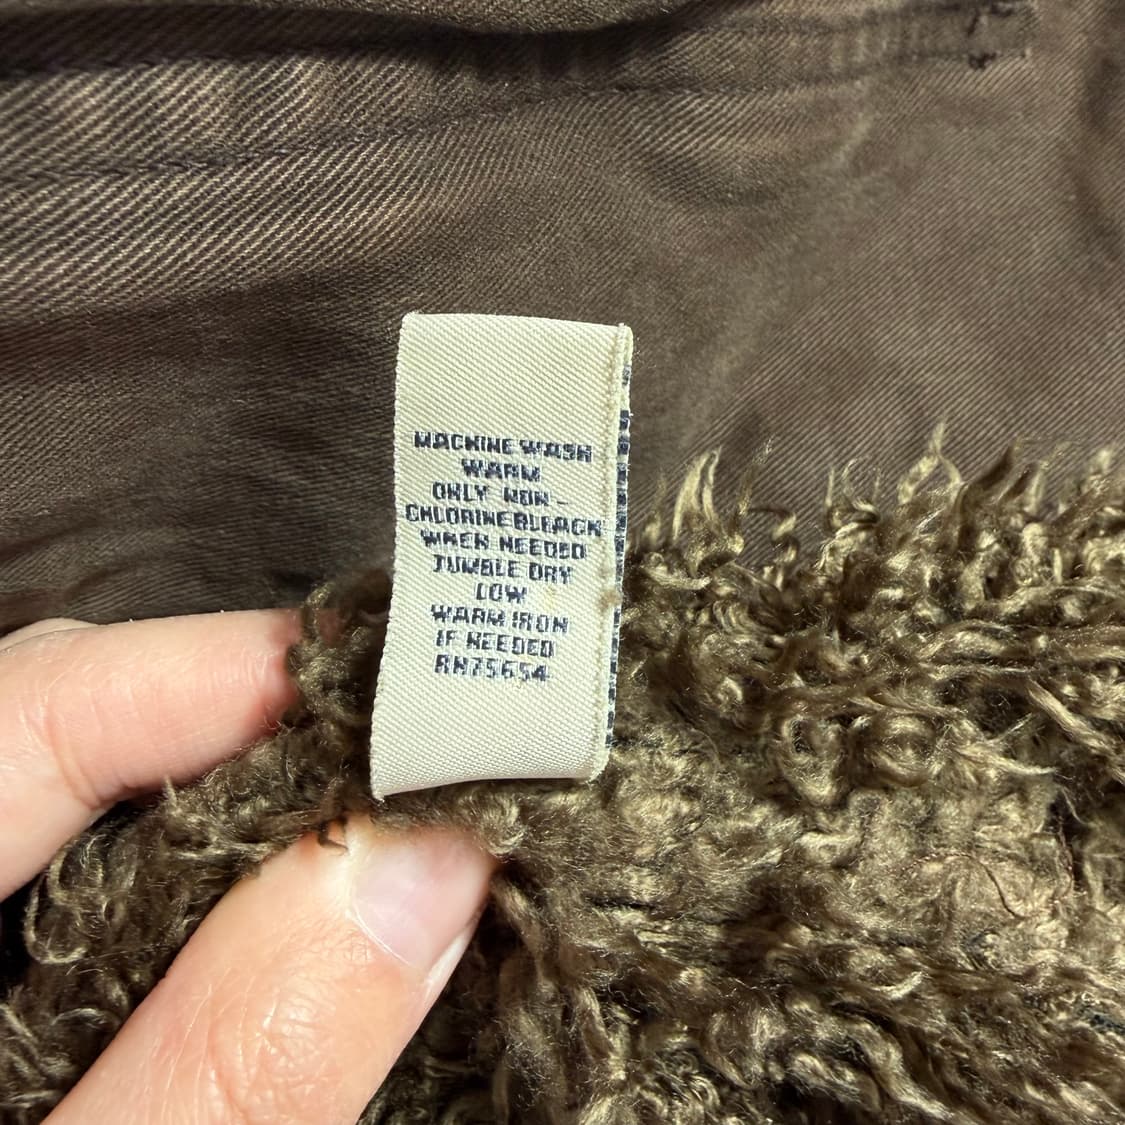 MACHINE WASH
WARM
ONLY NON-
CHLORINE BLEACH
WHEN NEEDED
TUMBLE DRY
LOW
WARM IRON
IF NEEDED
RN75654